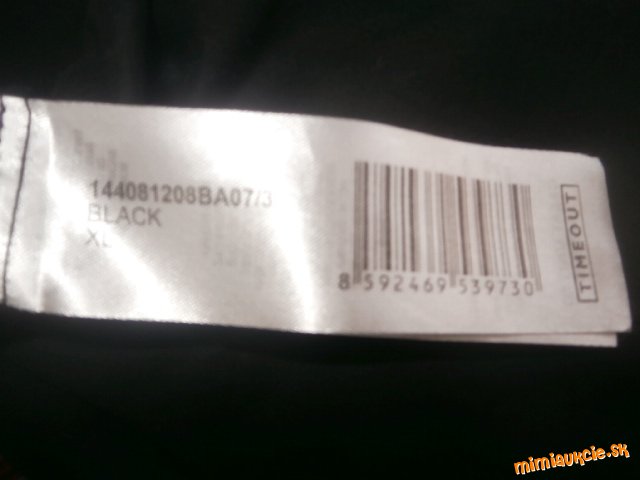 144081208BA07/3
BLACK
XL
8 592469 539730
TIMEOUT
mimiaukcie.sk